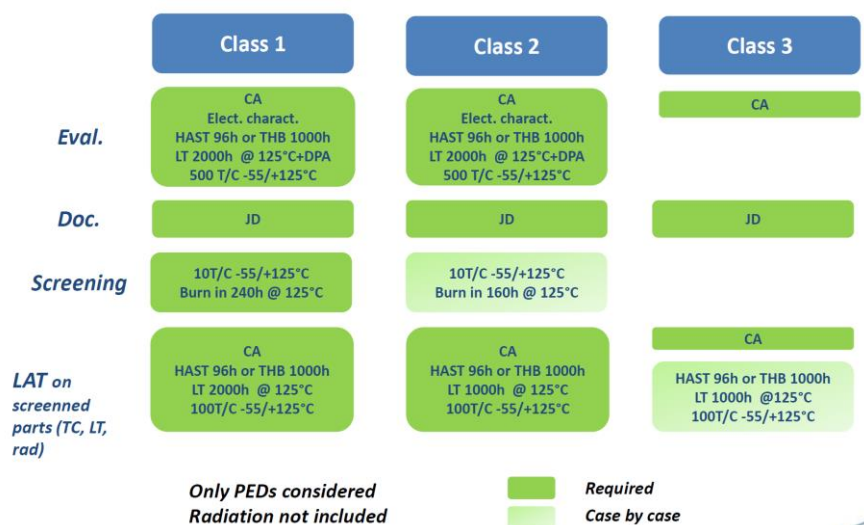 Class 1
Class 2
Class 3
Eval.
CA
Elect. charact.
HAST 96h or THB 1000h
LT 2000h @ 125°C+DPA
500 T/C -55/+125°C
CA
Elect. charact.
HAST 96h or THB 1000h
LT 2000h @ 125°C+DPA
500 T/C -55/+125°C
CA
Doc.
JD
JD
JD
Screening
10T/C -55/+125°C
Burn in 240h @ 125°C
10T/C -55/+125°C
Burn in 160h @ 125°C
LAT on
screenned
parts (TC, LT,
rad)
CA
HAST 96h or THB 1000h
LT 2000h @ 125°C
100T/C -55/+125°C
CA
HAST 96h or THB 1000h
LT 1000h @ 125°C
100T/C -55/+125°C
CA
HAST 96h or THB 1000h
LT 1000h @125°C
100T/C -55/+125°C
Only PEDs considered
Radiation not included
Required
Case by case